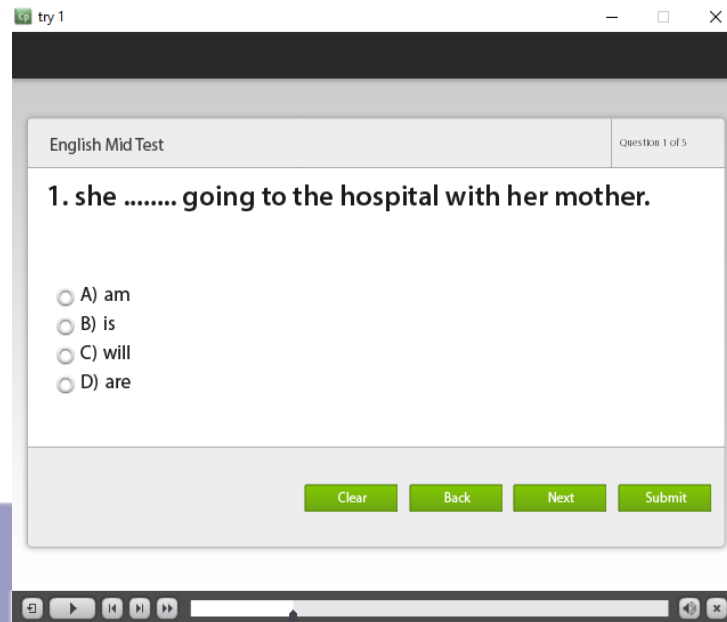 Cp try 1
English Mid Test
Question 1 of 5
1. she ........ going to the hospital with her mother.
A) am
B) is
C) will
D) are
Clear Back Next Submit